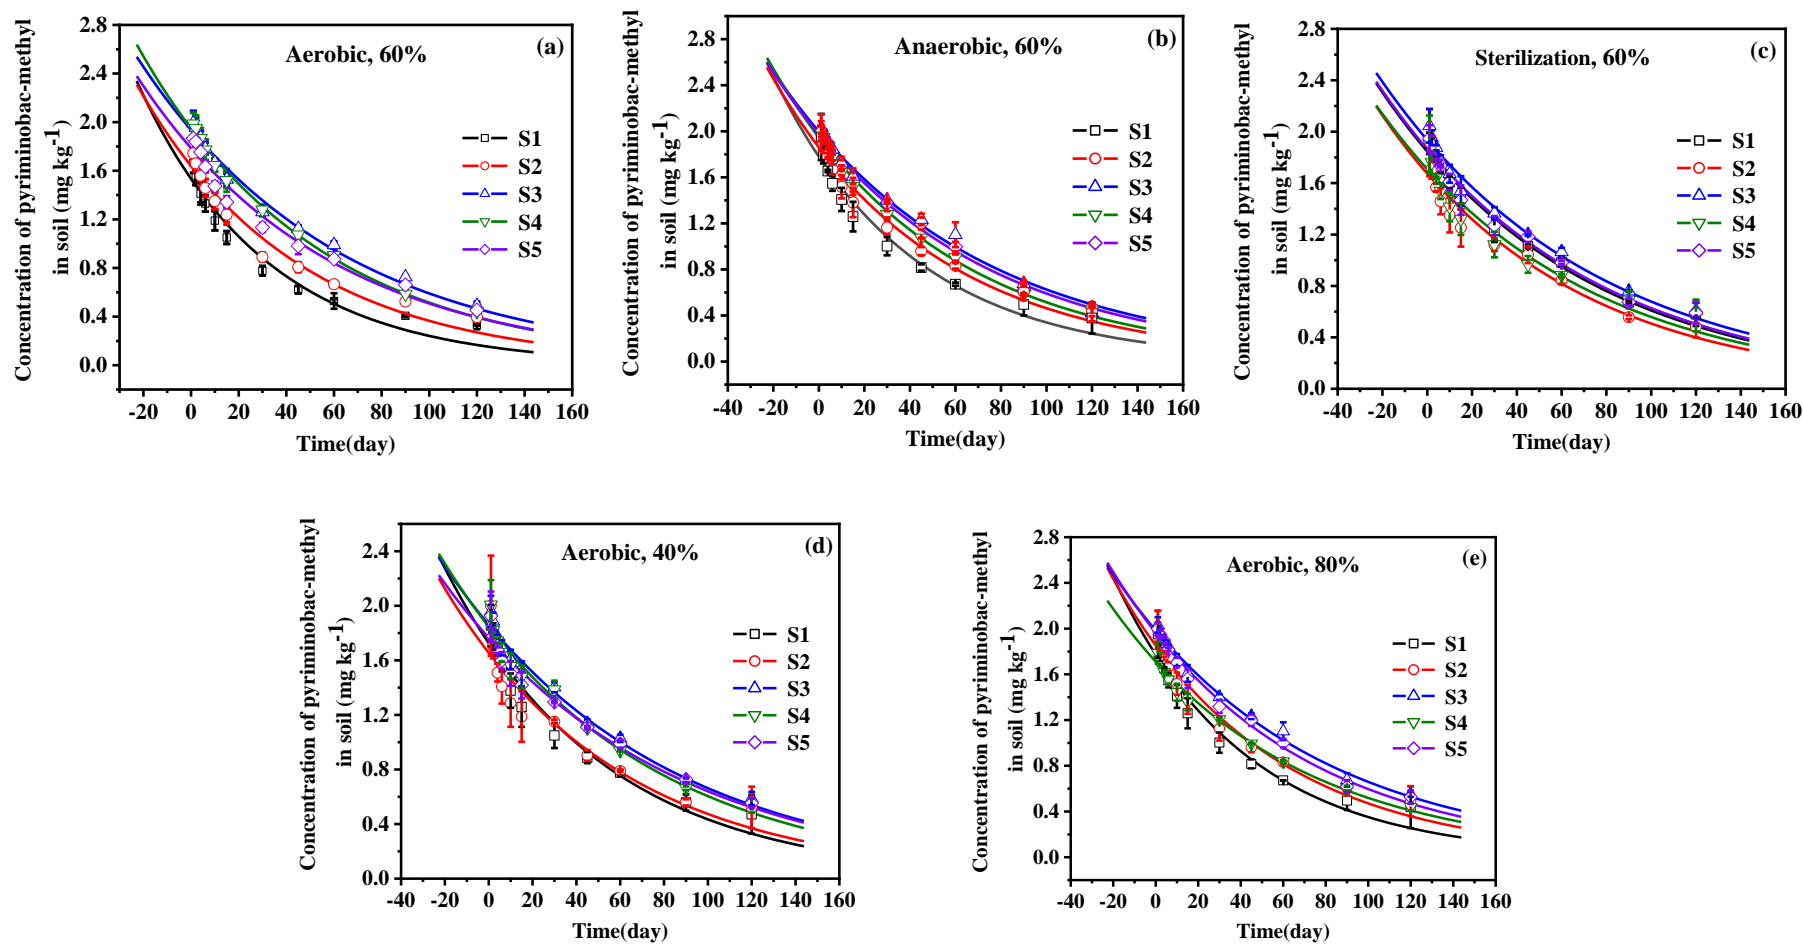 Concentration of pyriminobac-methyl
in soil (mg kg-1)
2.8
2.4
2.0
1.6
1.2
0.8
0.4
0.0
Aerobic, 60%
(a)
S1
S2
S3
S4
S5
-20 0 20 40 60 80 100 120 140 160
Time(day)
Concentration of pyriminobac-methyl
in soil (mg kg-1)
2.8
2.4
2.0
1.6
1.2
0.8
0.4
0.0
Anaerobic, 60%
(b)
S1
S2
S3
S4
S5
-40 -20 0 20 40 60 80 100 120 140 160
Time(day)
Concentration of pyriminobac-methyl
in soil (mg kg-1)
2.8
2.4
2.0
1.6
1.2
0.8
0.4
0.0
Sterilization, 60%
(c)
S1
S2
S3
S4
S5
-40 -20 0 20 40 60 80 100 120 140 160
Time(day)
Concentration of pyriminobac-methyl
in soil (mg kg-1)
2.4
2.0
1.6
1.2
0.8
0.4
0.0
Aerobic, 40%
(d)
S1
S2
S3
S4
S5
-40 -20 0 20 40 60 80 100 120 140 160
Time(day)
Concentration of pyriminobac-methyl
in soil (mg kg-1)
2.8
2.4
2.0
1.6
1.2
0.8
0.4
0.0
Aerobic, 80%
(e)
S1
S2
S3
S4
S5
-40 -20 0 20 40 60 80 100 120 140 160
Time(day)